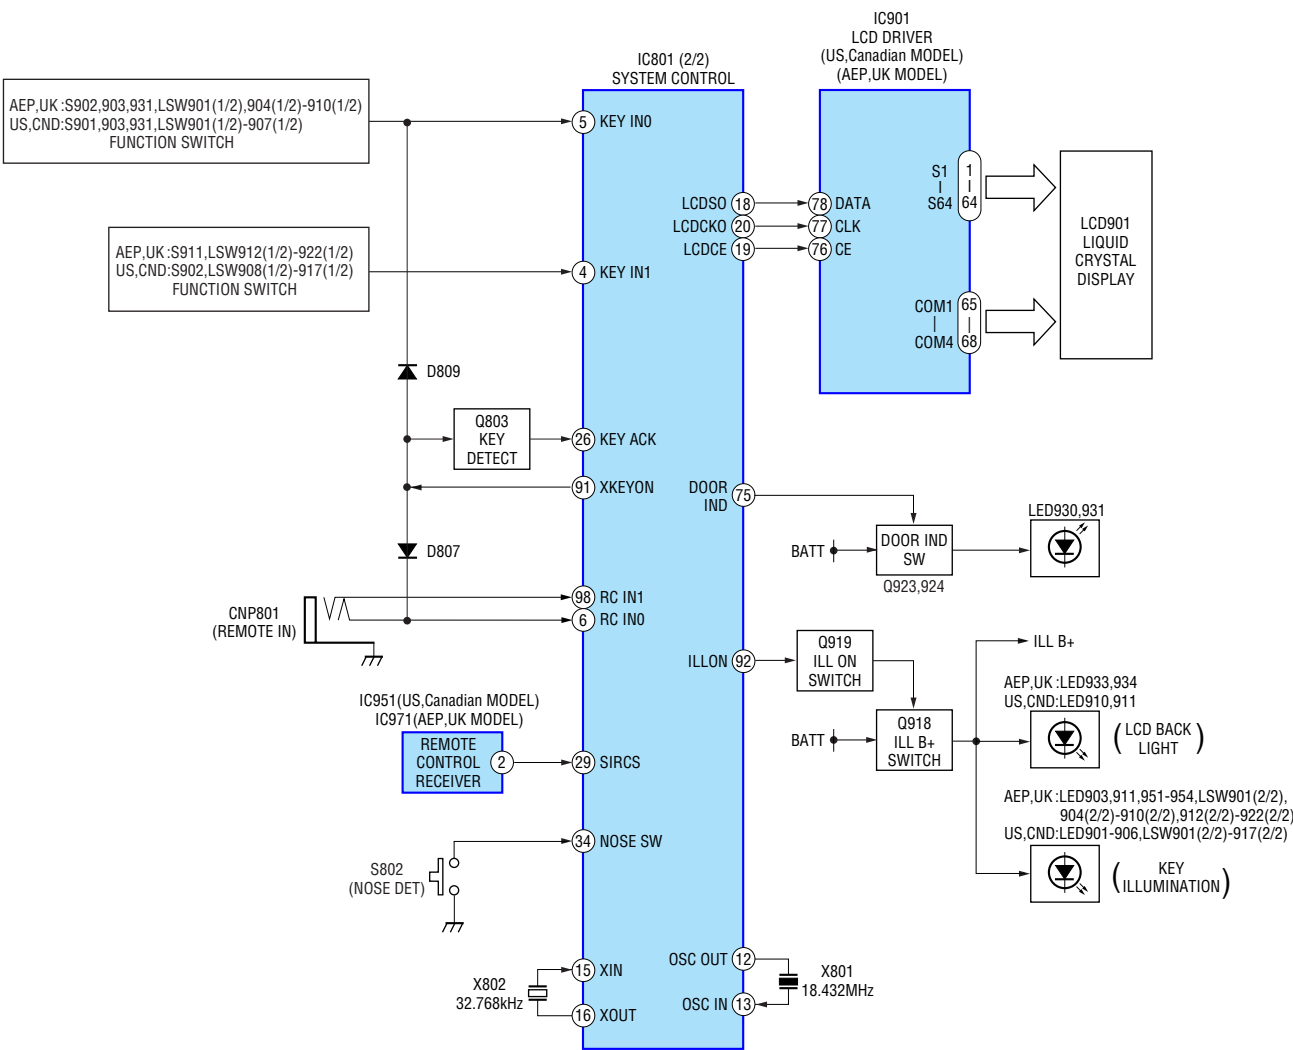 IC901
LCD DRIVER
(US,Canadian MODEL)
(AEP,UK MODEL)
IC801 (2/2)
SYSTEM CONTROL
AEP,UK :S902,903,931,LSW901(1/2),904(1/2)-910(1/2)
US,CND:S901,903,931,LSW901(1/2)-907(1/2)
FUNCTION SWITCH
5 KEY IN0
AEP,UK :S911,LSW912(1/2)-922(1/2)
US,CND:S902,LSW908(1/2)-917(1/2)
FUNCTION SWITCH
4 KEY IN1
LCDSO 18
LCDCKO 20
LCDCE 19
78 DATA
77 CLK
76 CE
S1 1
S64 64
COM1 65
COM4 68
LCD901
LIQUID
CRYSTAL
DISPLAY
D809
Q803
KEY
DETECT
26 KEY ACK
91 XKEYON
D807
CNP801
(REMOTE IN)
98 RC IN1
6 RC IN0
DOOR
IND
75
BATT
DOOR IND
SW
Q923,924
LED930,931
ILLON 92
Q919
ILL ON
SWITCH
BATT
Q918
ILL B+
SWITCH
ILL B+
AEP,UK :LED933,934
US,CND:LED910,911
(LCD BACK
LIGHT)
AEP,UK :LED903,911,951-954,LSW901(2/2),
904(2/2)-910(2/2),912(2/2)-922(2/2)
US,CND:LED901-906,LSW901(2/2)-917(2/2)
(KEY
ILLUMINATION)
IC951(US,Canadian MODEL)
IC971(AEP,UK MODEL)
REMOTE
CONTROL
RECEIVER
2
29 SIRCS
34 NOSE SW
S802
(NOSE DET)
X802
32.768kHz
15 XIN
16 XOUT
OSC OUT 12
OSC IN 13
X801
18.432MHz